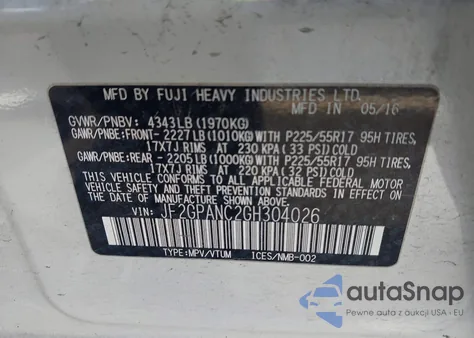 MFD BY FUJI HEAVY INDUSTRIES LTD.
GVWR/PNBV: 4343LB (1970KG) IN 05/16
GAWR/PNBE:FRONT- 2227LB(1010KG)WITH P225/55R17 95H TIRES,
17X7J RIMS AT 230 KPA( 33 PSI)COLD
GAWR/PNBE:REAR - 2205LB(1000KG)WITH P225/55R17 95H TIRES,
17X7J RIMS AT 220 KPA( 32 PSI)COLD
THIS VEHICLE CONFORMS TO ALL APPLICABLE
FEDERAL MOTOR VEHICLE SAFETY AND THEFT
PREVENTION STANDARDS IN EFFECT ON THE
DATE OF MANUFACTURE SHOWN ABOVE.
VIN: JF2GPANC2GH304026
TYPE:MPV/VTUM ICES/NMB-002
autoSnap
Pewne auta z aukcji USA i EU